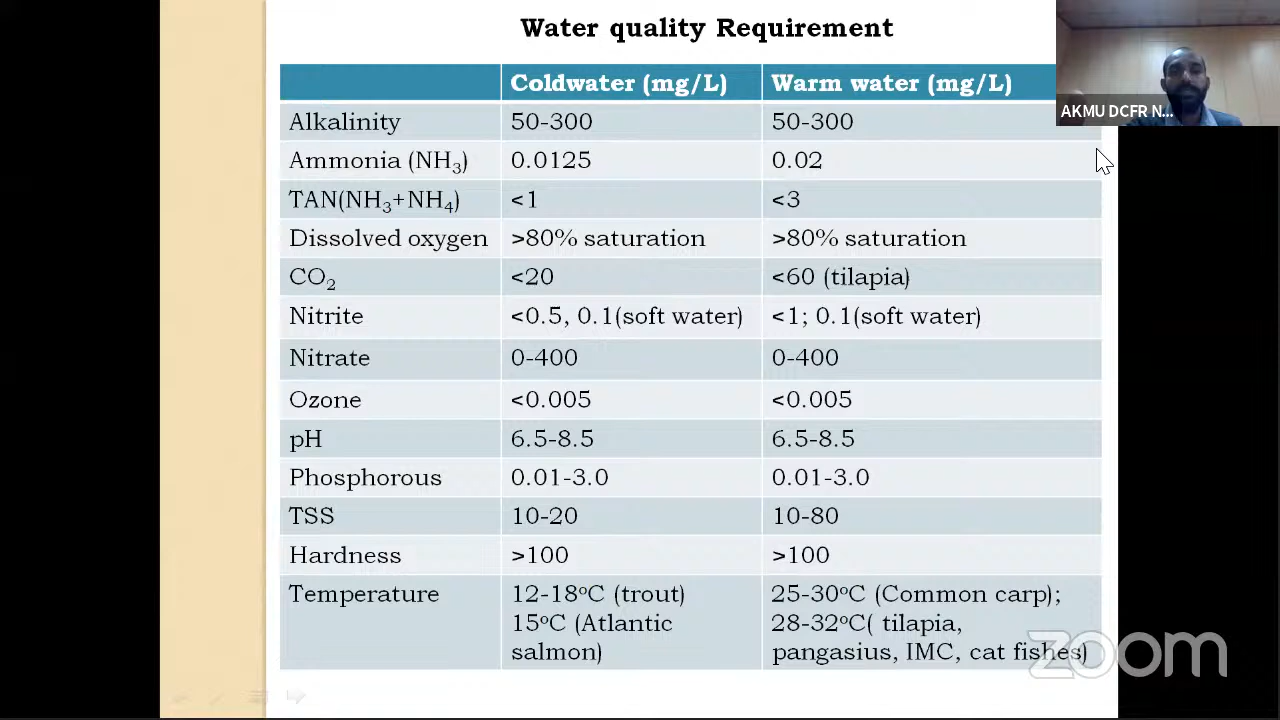 Water quality Requirement
Coldwater (mg/L) Warm water (mg/L)
AKMU DCFR N...
Alkalinity 50-300 50-300
Ammonia (NH₃) 0.0125 0.02
TAN(NH₃+NH₄) <1 <3
Dissolved oxygen >80% saturation >80% saturation
CO₂ <20 <60 (tilapia)
Nitrite <0.5, 0.1(soft water) <1; 0.1(soft water)
Nitrate 0-400 0-400
Ozone <0.005 <0.005
pH 6.5-8.5 6.5-8.5
Phosphorous 0.01-3.0 0.01-3.0
TSS 10-20 10-80
Hardness >100 >100
Temperature 12-18ºC (trout) 25-30ºC (Common carp);
15ºC (Atlantic 28-32ºC( tilapia,
salmon) pangasius, IMC, cat fishes)
zoom